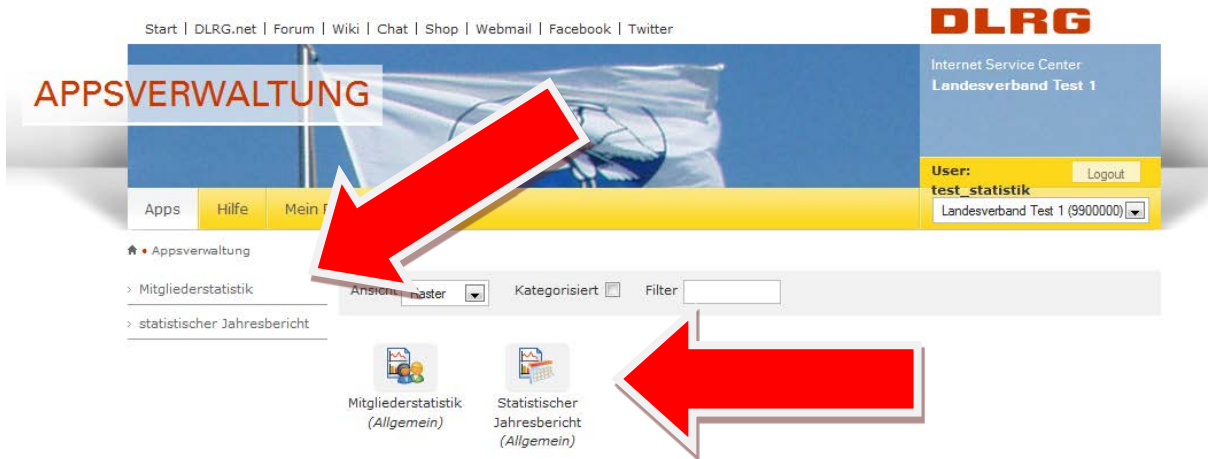 Start | DLRG.net | Forum | Wiki | Chat | Shop | Webmail | Facebook | Twitter
DLRG
Internet Service Center
Landesverband Test 1
APPSVERWALTUNG
User:
Logout
test_statistik
Landesverband Test 1 (9900000)
Apps Hilfe Mein
• Appsverwaltung
› Mitgliederstatistik
› statistischer Jahresbericht
Ansicht Raster Kategorisiert Filter
Mitgliederstatistik
(Allgemein)
Statistischer
Jahresbericht
(Allgemein)